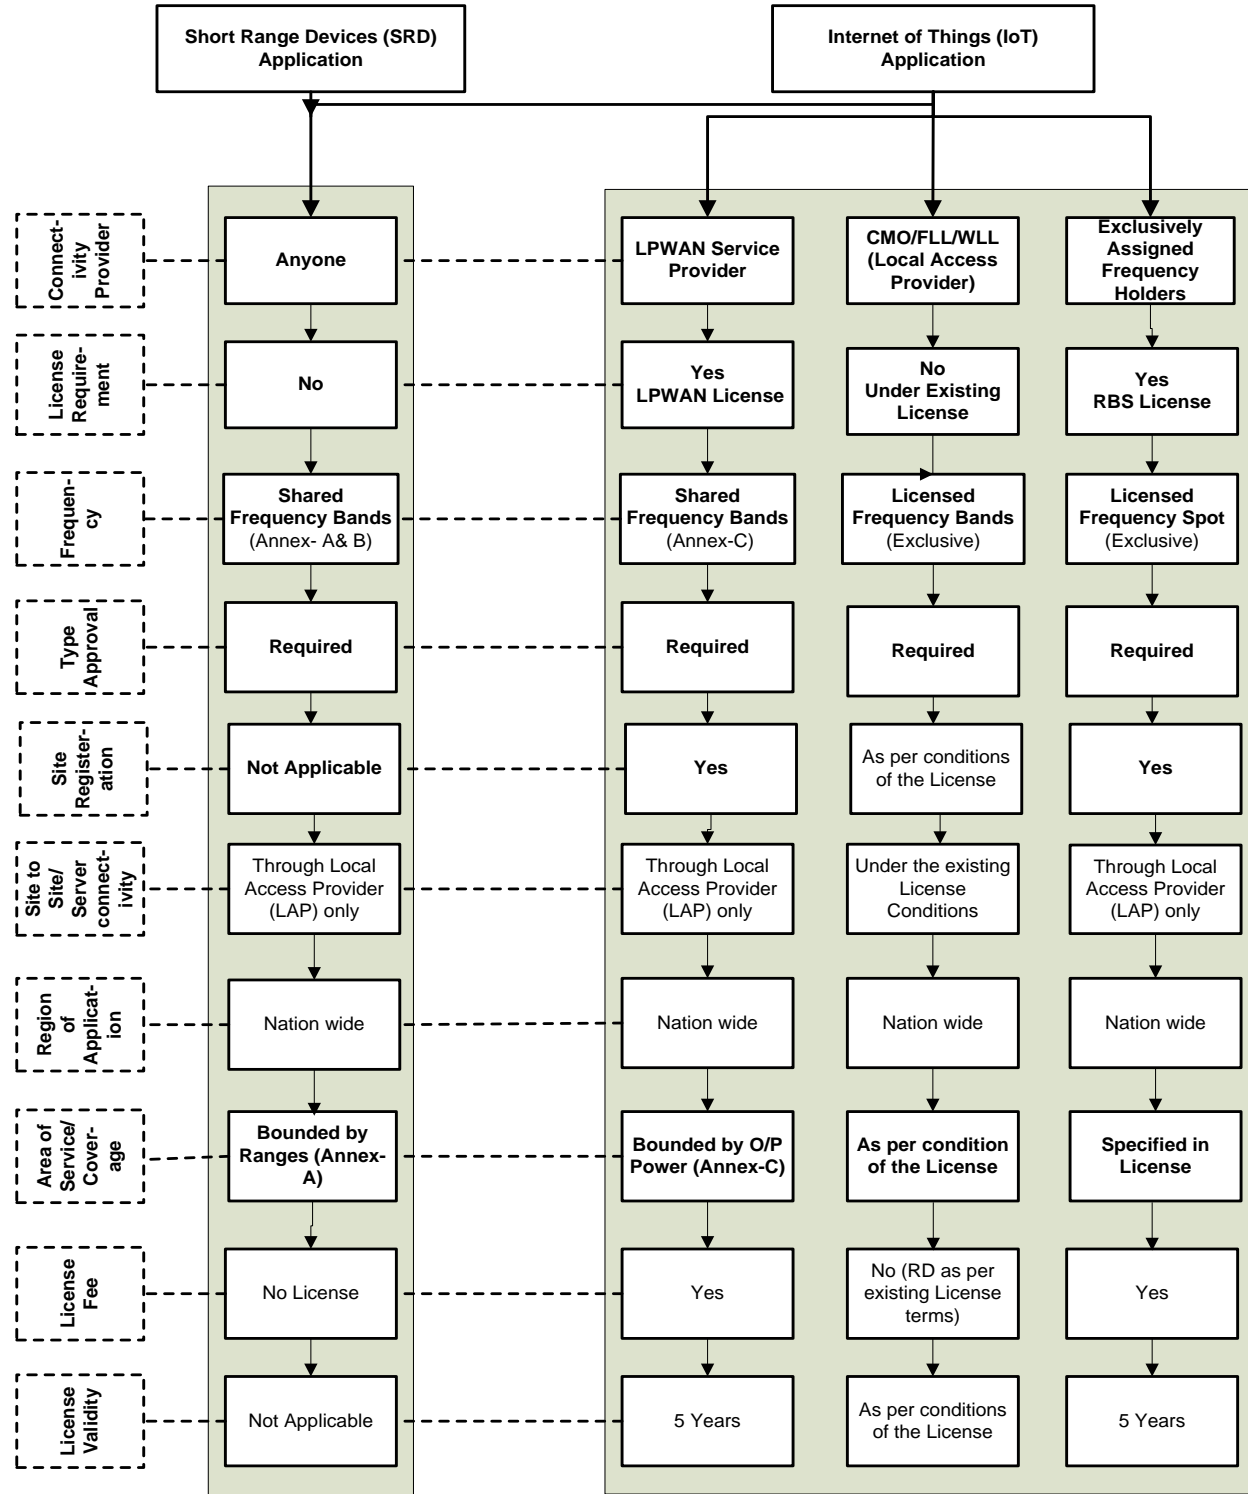 Short Range Devices (SRD)
Application
Internet of Things (IoT)
Application
Connect-
ivity
Provider
Anyone
LPWAN Service
Provider
CMO/FLL/WLL
(Local Access
Provider)
Exclusively
Assigned
Frequency
Holders
License
Require-
ment
No
Yes
LPWAN License
No
Under Existing
License
Yes
RBS License
Frequen-
cy
Shared
Frequency Bands
(Annex- A& B)
Shared
Frequency Bands
(Annex-C)
Licensed
Frequency Bands
(Exclusive)
Licensed
Frequency Spot
(Exclusive)
Type
Approval
Required
Required
Required
Required
Site
Register-
ation
Not Applicable
Yes
As per conditions
of the License
Yes
Site to
Site/
Server
connect-
ivity
Through Local
Access Provider
(LAP) only
Through Local
Access Provider
(LAP) only
Under the existing
License
Conditions
Through Local
Access Provider
(LAP) only
Region
of
Applicat-
ion
Nation wide
Nation wide
Nation wide
Nation wide
Area of
Service/
Cover-
age
Bounded by
Ranges (Annex-
A)
Bounded by O/P
Power (Annex-C)
As per condition
of the License
Specified in
License
License
Fee
No License
Yes
No (RD as per
existing License
terms)
Yes
License
Validity
Not Applicable
5 Years
As per conditions
of the License
5 Years